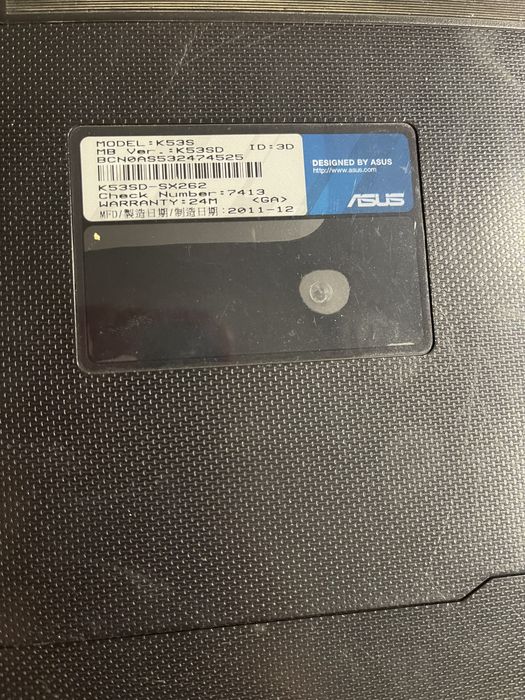 MODEL:K53S
MB Ver.:K53SD ID:3D
BCN0AS532474525
K53SD-SX262
Check Number:7413
WARRANTY:24M <GA>
MFD/製造日期/制造日期:2011-12
DESIGNED BY ASUS
http://www.asus.com
ASUS